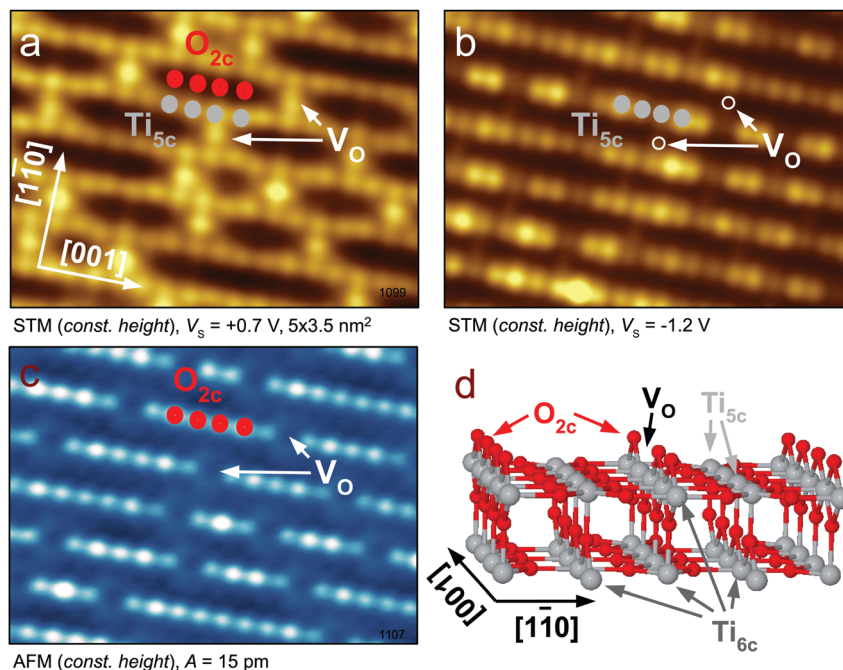 a
O2c
Ti5c
VO
[11̅0]
[001]
1099
STM (const. height), VS = +0.7 V, 5x3.5 nm²
b
Ti5c
VO
STM (const. height), VS = -1.2 V
c
O2c
VO
1107
AFM (const. height), A = 15 pm
d
O2c
VO
Ti5c
[001]
[11̅0]
Ti6c